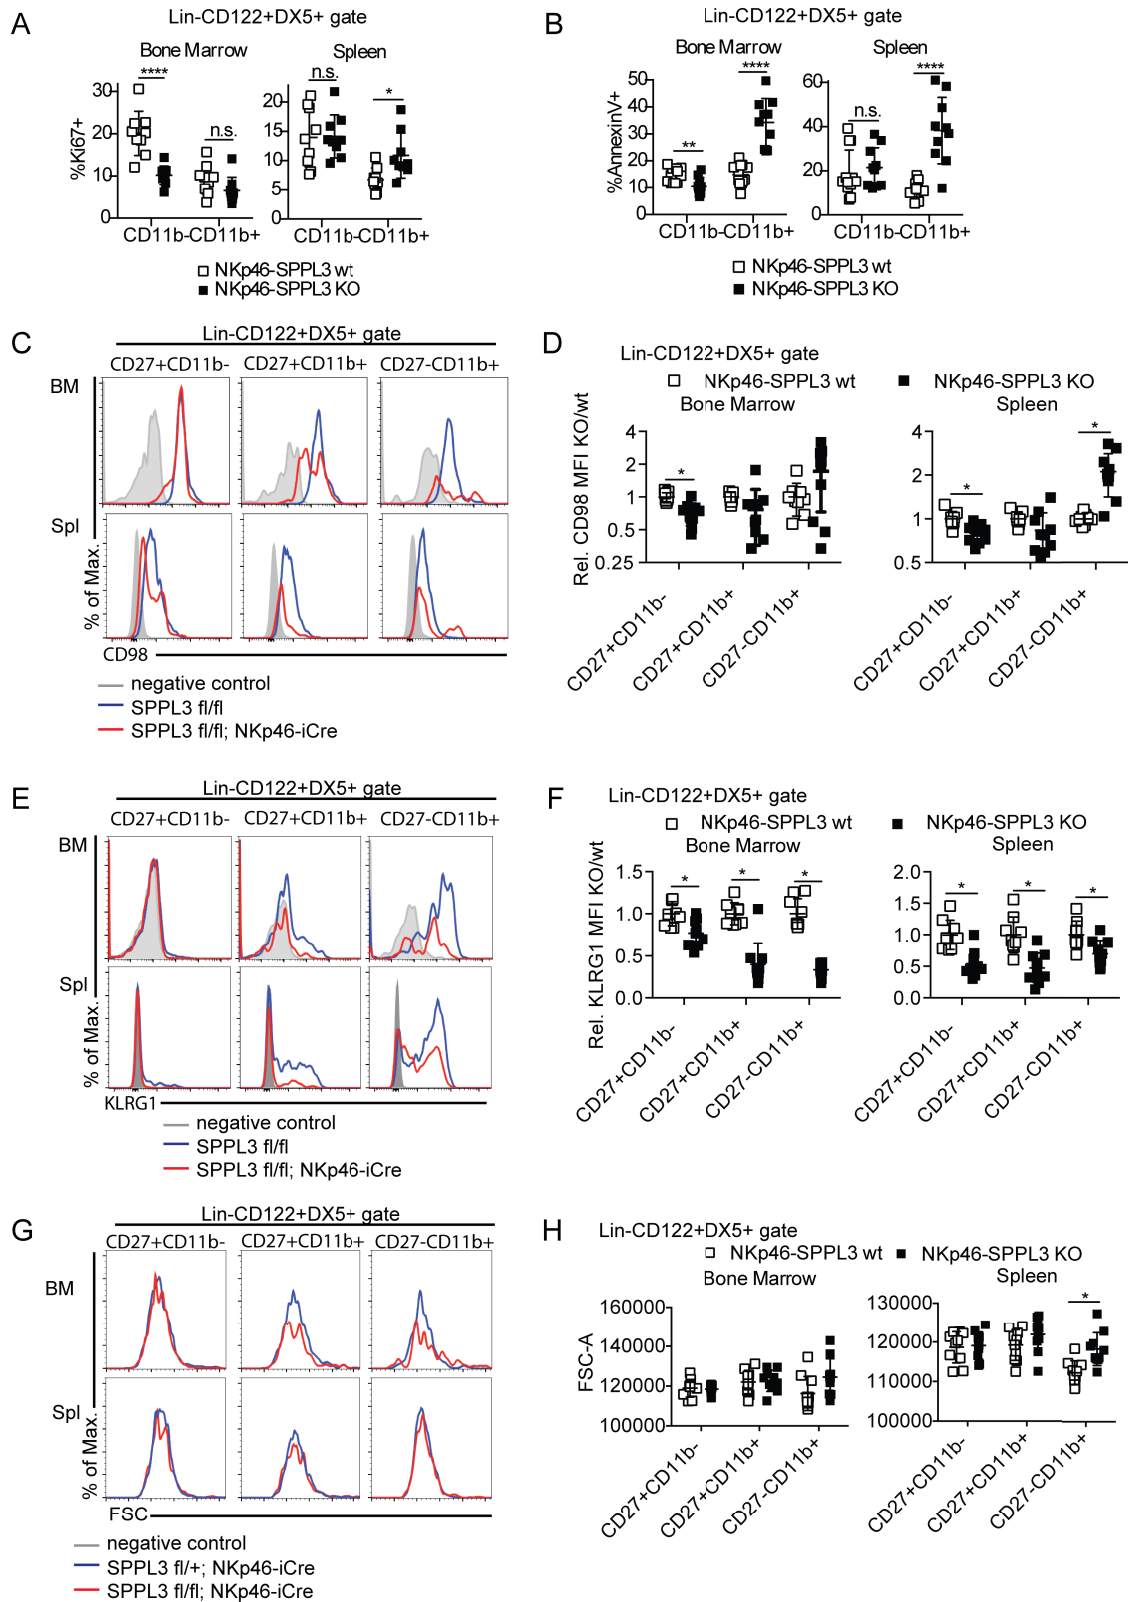 A
Lin-CD122+DX5+ gate
Bone Marrow
Spleen
****
n.s.
n.s.
*
%Ki67+
30
20
10
0
20
15
10
5
0
CD11b-CD11b+
CD11b-CD11b+
NKp46-SPPL3 wt
NKp46-SPPL3 KO
B
Lin-CD122+DX5+ gate
Bone Marrow
Spleen
**
****
n.s.
****
%AnnexinV+
50
40
30
20
10
0
60
40
20
0
CD11b-CD11b+
CD11b-CD11b+
NKp46-SPPL3 wt
NKp46-SPPL3 KO
C
Lin-CD122+DX5+ gate
CD27+CD11b-
CD27+CD11b+
CD27-CD11b+
BM
Spl
% of Max.
CD98
negative control
SPPL3 fl/fl
SPPL3 fl/fl; NKp46-iCre
D
Lin-CD122+DX5+ gate
NKp46-SPPL3 wt
NKp46-SPPL3 KO
Bone Marrow
Spleen
*
*
*
Rel. CD98 MFI KO/wt
4
2
1
0.5
0.25
4
2
1
0.5
CD27+CD11b-
CD27+CD11b+
CD27-CD11b+
CD27+CD11b-
CD27+CD11b+
CD27-CD11b+
E
Lin-CD122+DX5+ gate
CD27+CD11b-
CD27+CD11b+
CD27-CD11b+
BM
Spl
% of Max.
KLRG1
negative control
SPPL3 fl/fl
SPPL3 fl/fl; NKp46-iCre
F
Lin-CD122+DX5+ gate
NKp46-SPPL3 wt
NKp46-SPPL3 KO
Bone Marrow
Spleen
*
*
*
*
*
*
Rel. KLRG1 MFI KO/wt
1.5
1.0
0.5
0.0
2.0
1.5
1.0
0.5
0.0
CD27+CD11b-
CD27+CD11b+
CD27-CD11b+
CD27+CD11b-
CD27+CD11b+
CD27-CD11b+
G
Lin-CD122+DX5+ gate
CD27+CD11b-
CD27+CD11b+
CD27-CD11b+
BM
Spl
% of Max.
FSC
negative control
SPPL3 fl/+; NKp46-iCre
SPPL3 fl/fl; NKp46-iCre
H
Lin-CD122+DX5+ gate
NKp46-SPPL3 wt
NKp46-SPPL3 KO
Bone Marrow
Spleen
*
FSC-A
160000
140000
120000
100000
130000
120000
110000
100000
CD27+CD11b-
CD27+CD11b+
CD27-CD11b+
CD27+CD11b-
CD27+CD11b+
CD27-CD11b+